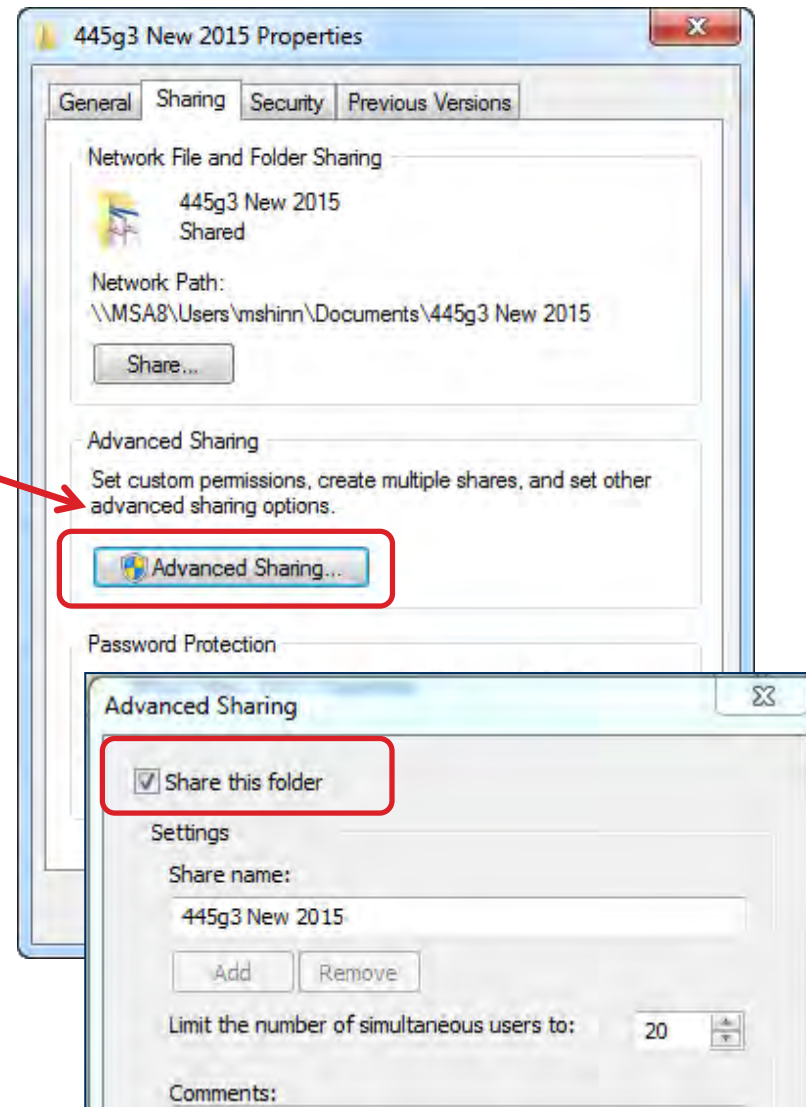 445g3 New 2015 Properties
General Sharing Security Previous Versions
Network File and Folder Sharing
445g3 New 2015
Shared
Network Path:
\\MSA8\Users\mshinn\Documents\445g3 New 2015
Share...
Advanced Sharing
Set custom permissions, create multiple shares, and set other
advanced sharing options.
Advanced Sharing...
Password Protection
Advanced Sharing
Share this folder
Settings
Share name:
445g3 New 2015
Add Remove
Limit the number of simultaneous users to: 20
Comments: